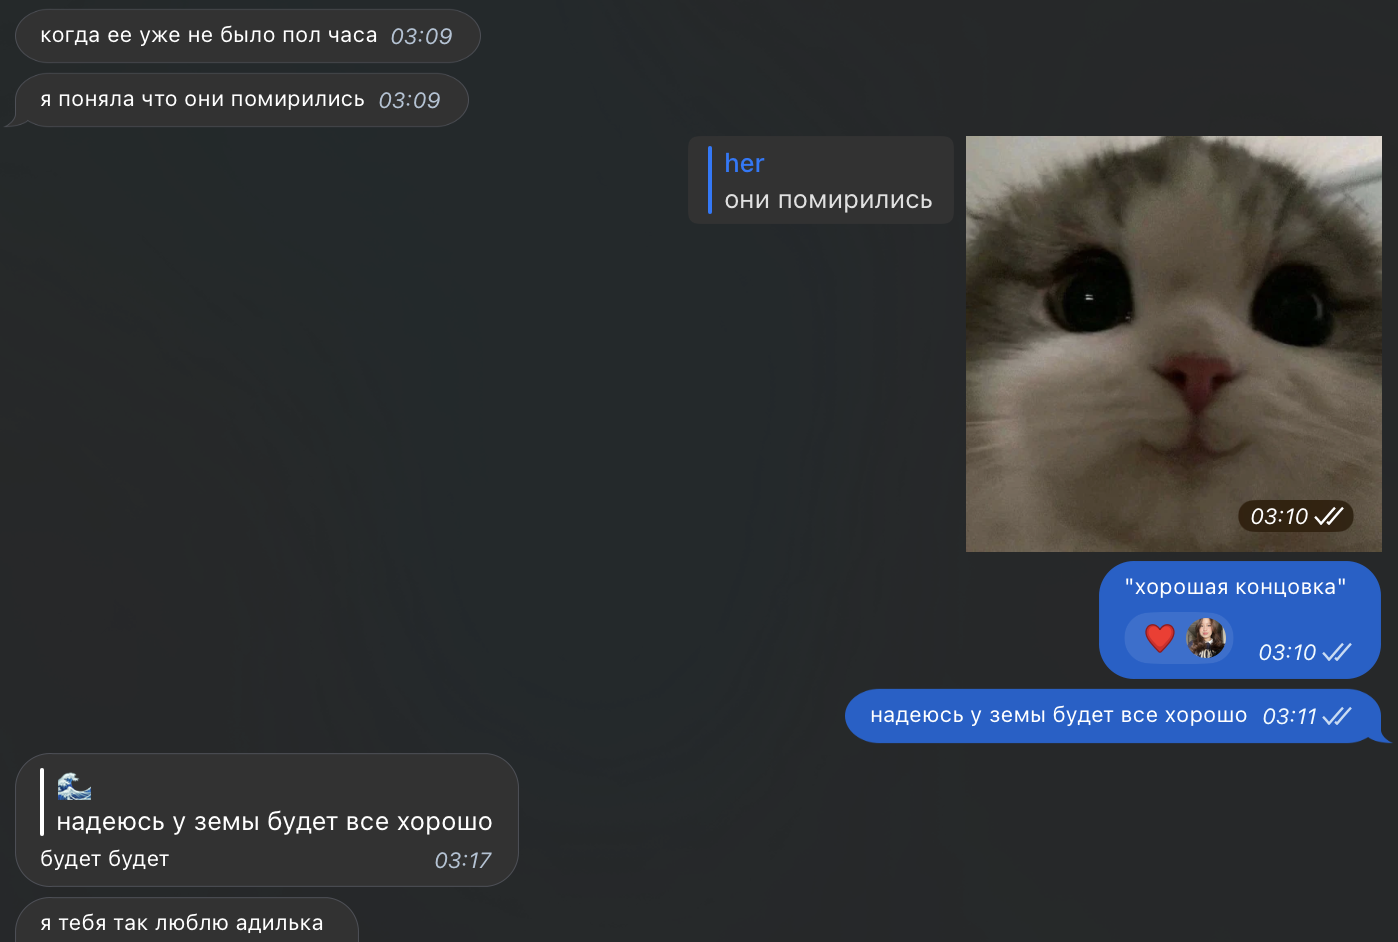 когда ее уже не было пол часа 03:09
я поняла что они помирились 03:09
her
они помирились
03:10
"хорошая концовка"
❤️ 03:10
надеюсь у земы будет все хорошо 03:11
🌊
надеюсь у земы будет все хорошо
будет будет 03:17
я тебя так люблю адилька